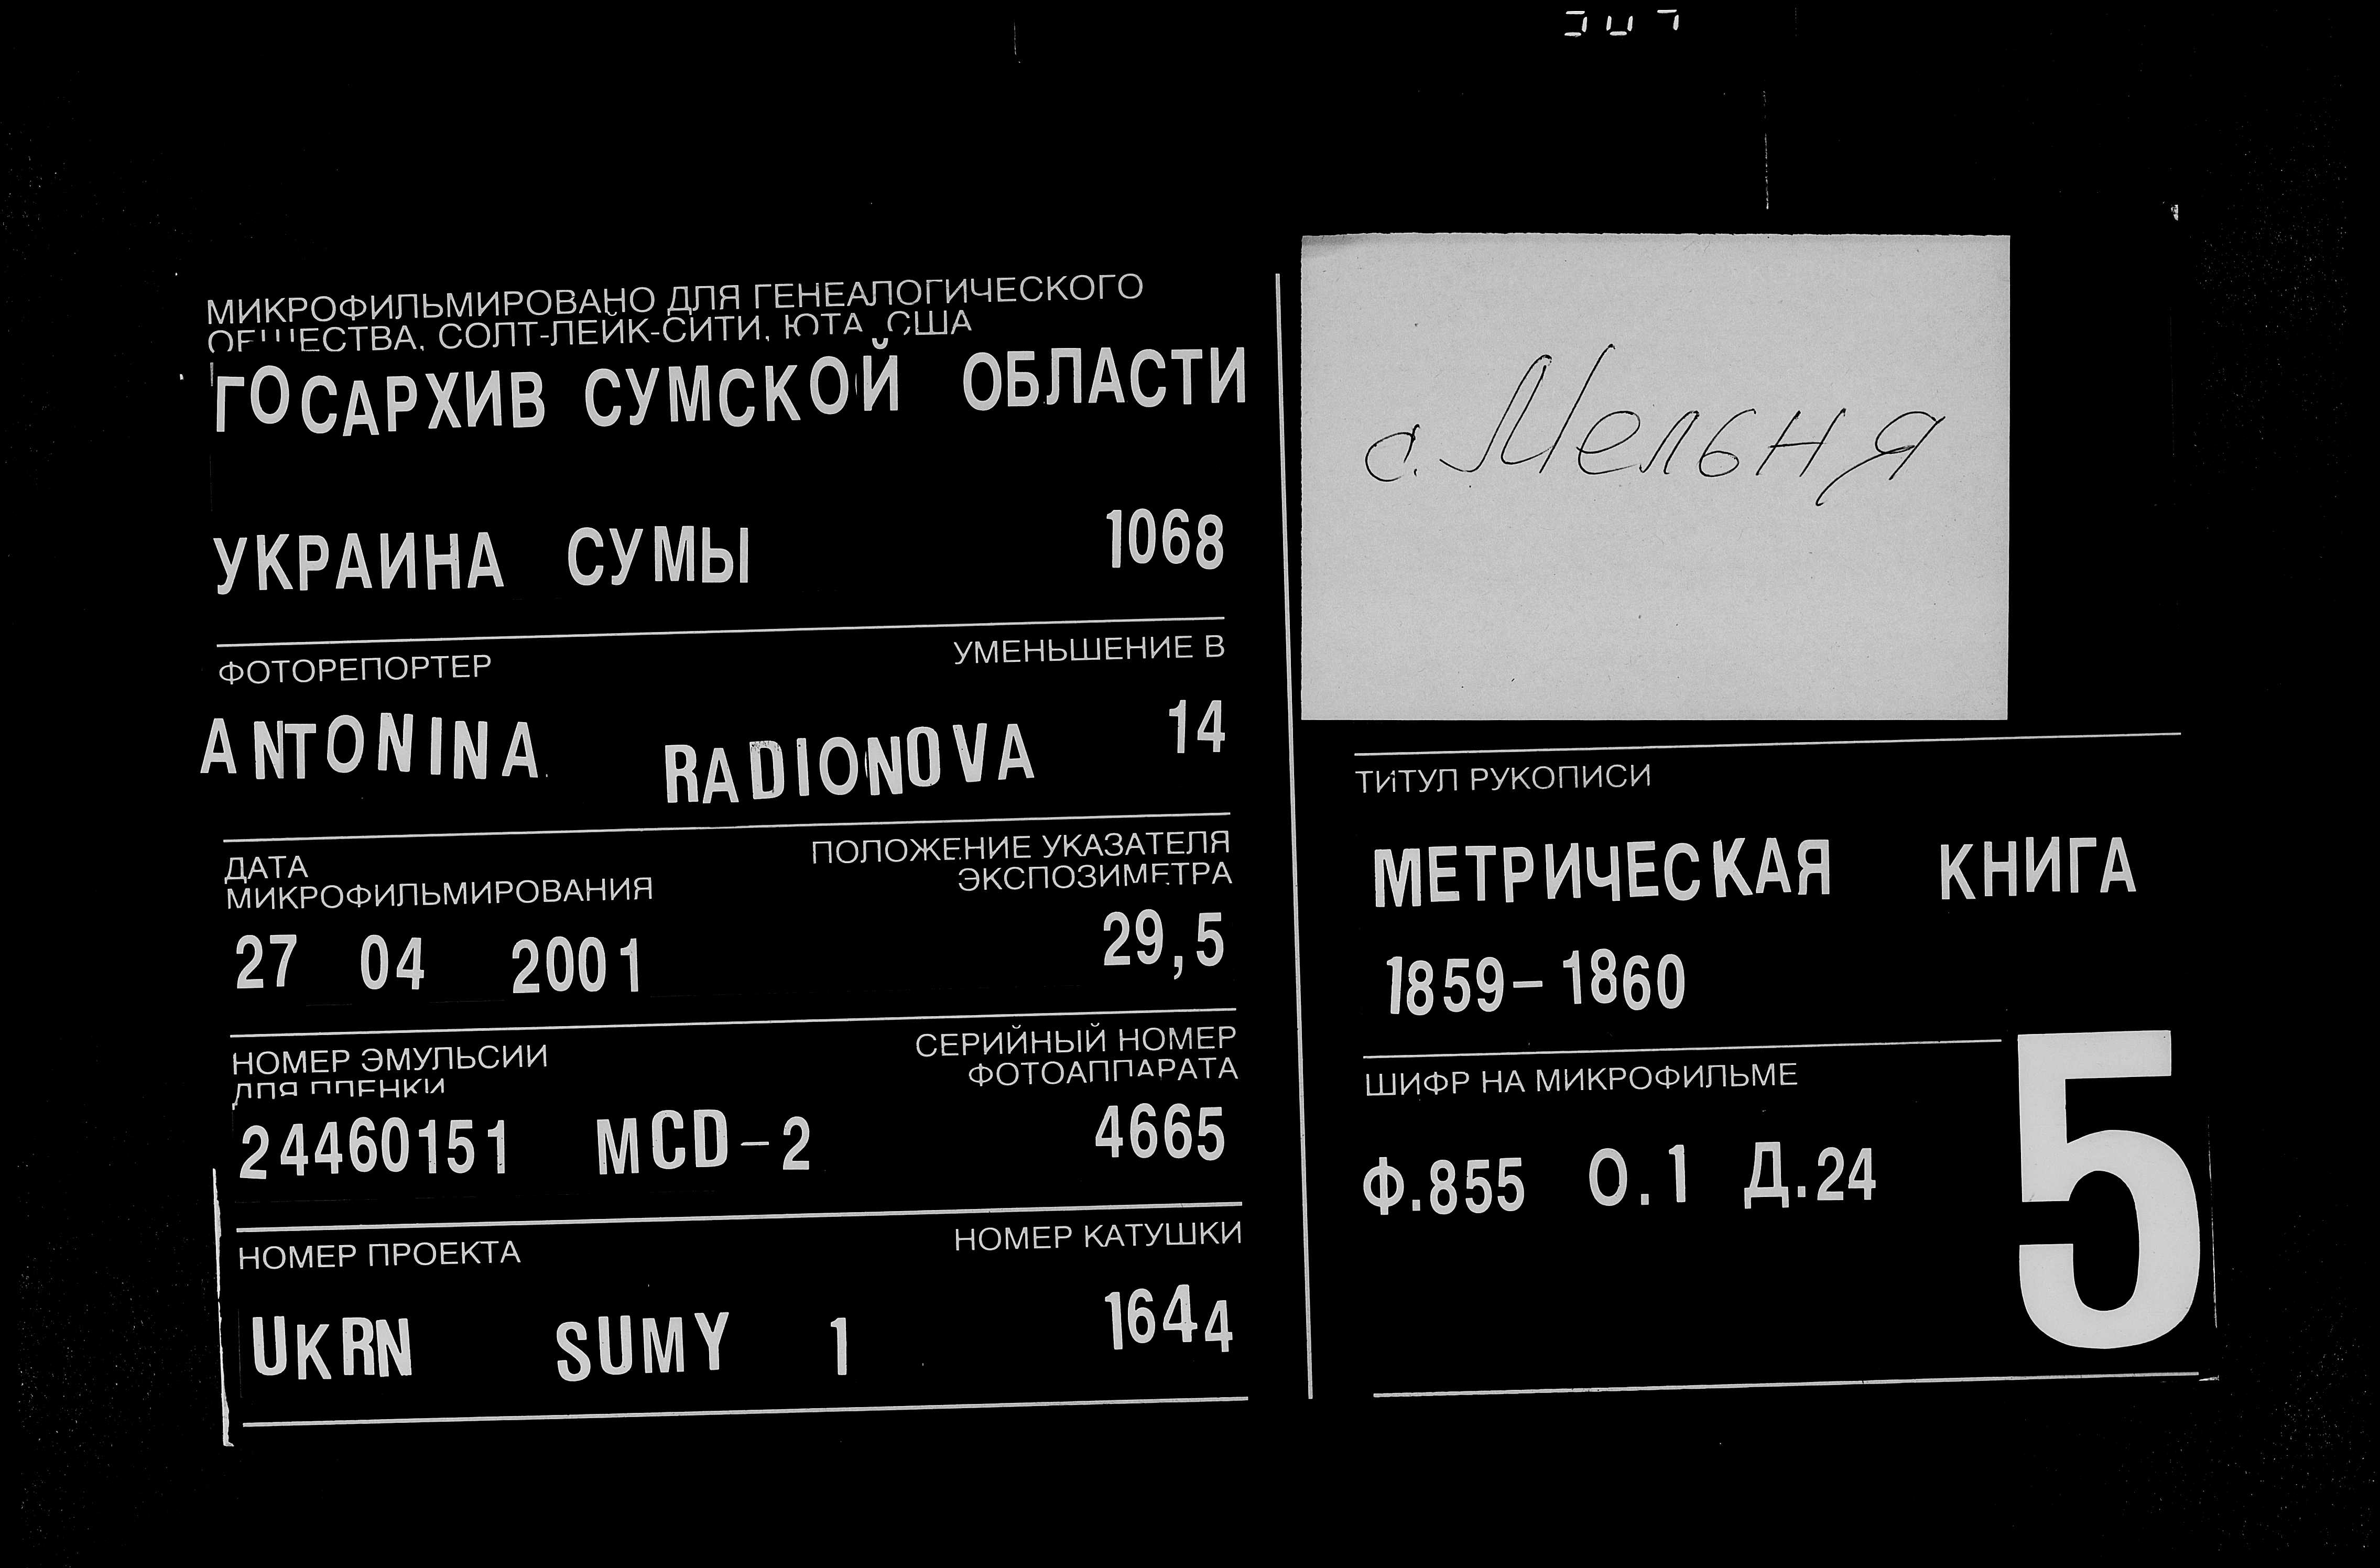 МИКРОФИЛЬМИРОВАНО ДЛЯ ГЕНЕАЛОГИЧЕСКОГО
ОБЩЕСТВА, СОЛТ-ЛЕЙК-СИТИ, ЮТА, США
ГОСАРХИВ СУМСКОЙ ОБЛАСТИ
УКРАИНА СУМЫ 1068
ФОТОРЕПОРТЕР УМЕНЬШЕНИЕ В
ANTONINA RADIONOVA 14
ДАТА
МИКРОФИЛЬМИРОВАНИЯ
ПОЛОЖЕНИЕ УКАЗАТЕЛЯ
ЭКСПОЗИМЕТРА
27 04 2001 29,5
НОМЕР ЭМУЛЬСИИ
ДЛЯ ПЛЕНКИ
СЕРИЙНЫЙ НОМЕР
ФОТОАППАРАТА
24460151 MCD-2 4665
НОМЕР ПРОЕКТА НОМЕР КАТУШКИ
UKRN SUMY 1 1644
с. Мельня
ТИТУЛ РУКОПИСИ
МЕТРИЧЕСКАЯ КНИГА
1859-1860
ШИФР НА МИКРОФИЛЬМЕ
Ф.855 О.1 Д.24
5